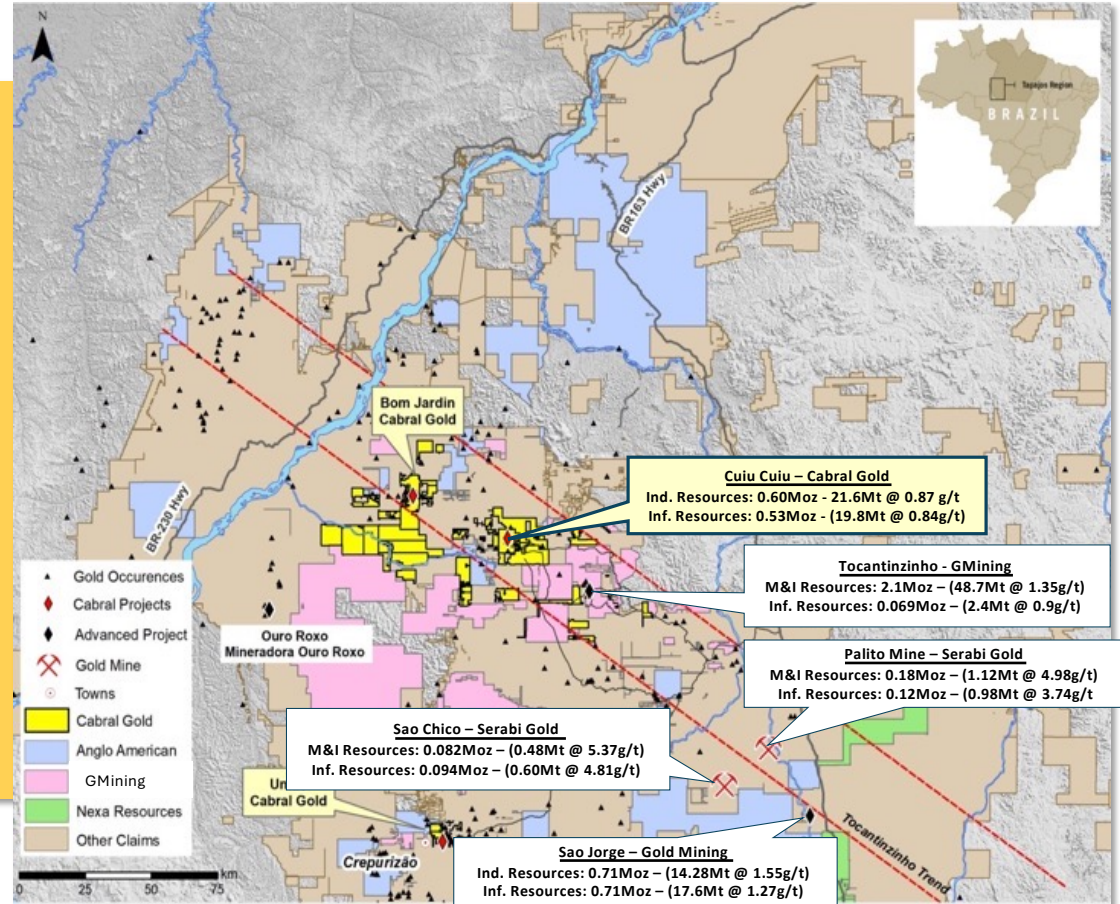 N
Tapajos Region
BRAZIL
BR163 Hwy
BR-230 Hwy
Bom Jardin
Cabral Gold
Cuiu Cuiu – Cabral Gold
Ind. Resources: 0.60Moz - 21.6Mt @ 0.87 g/t
Inf. Resources: 0.53Moz - (19.8Mt @ 0.84g/t)
Tocantinzinho - GMining
M&I Resources: 2.1Moz – (48.7Mt @ 1.35g/t)
Inf. Resources: 0.069Moz – (2.4Mt @ 0.9g/t)
Ouro Roxo
Mineradora Ouro Roxo
Palito Mine – Serabi Gold
M&I Resources: 0.18Moz – (1.12Mt @ 4.98g/t)
Inf. Resources: 0.12Moz – (0.98Mt @ 3.74g/t
Sao Chico – Serabi Gold
M&I Resources: 0.082Moz – (0.48Mt @ 5.37g/t)
Inf. Resources: 0.094Moz – (0.60Mt @ 4.81g/t)
Cabral Gold
Crepurizão
Sao Jorge – Gold Mining
Ind. Resources: 0.71Moz – (14.28Mt @ 1.55g/t)
Inf. Resources: 0.71Moz – (17.6Mt @ 1.27g/t)
Tocantinzinho Trend
Gold Occurences
Cabral Projects
Advanced Project
Gold Mine
Towns
Cabral Gold
Anglo American
GMining
Nexa Resources
Other Claims
0 25 50 75 km